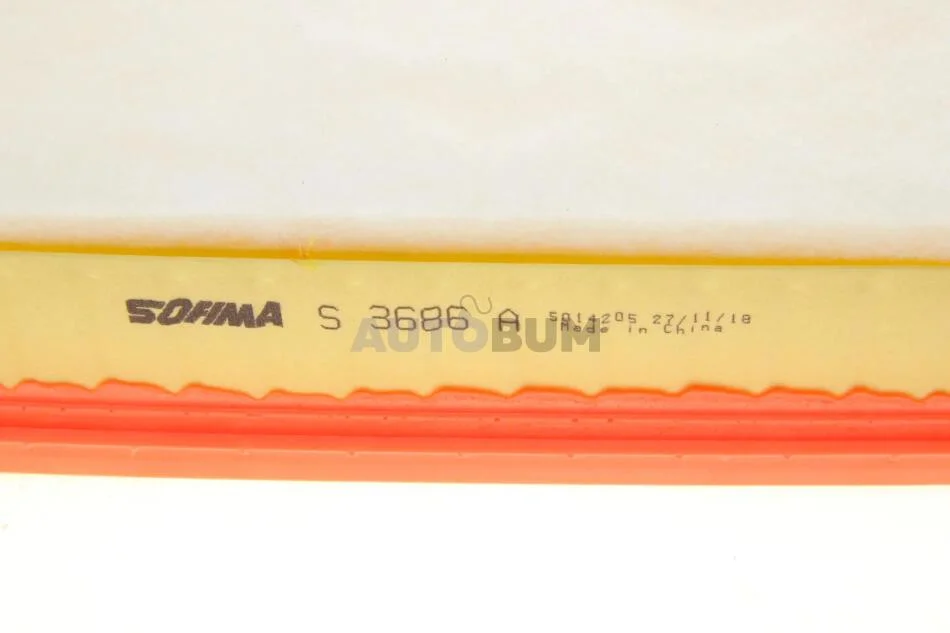 SOFIMA S 3686 A 5014205 27/11/18
Made in China
AUTOBUM